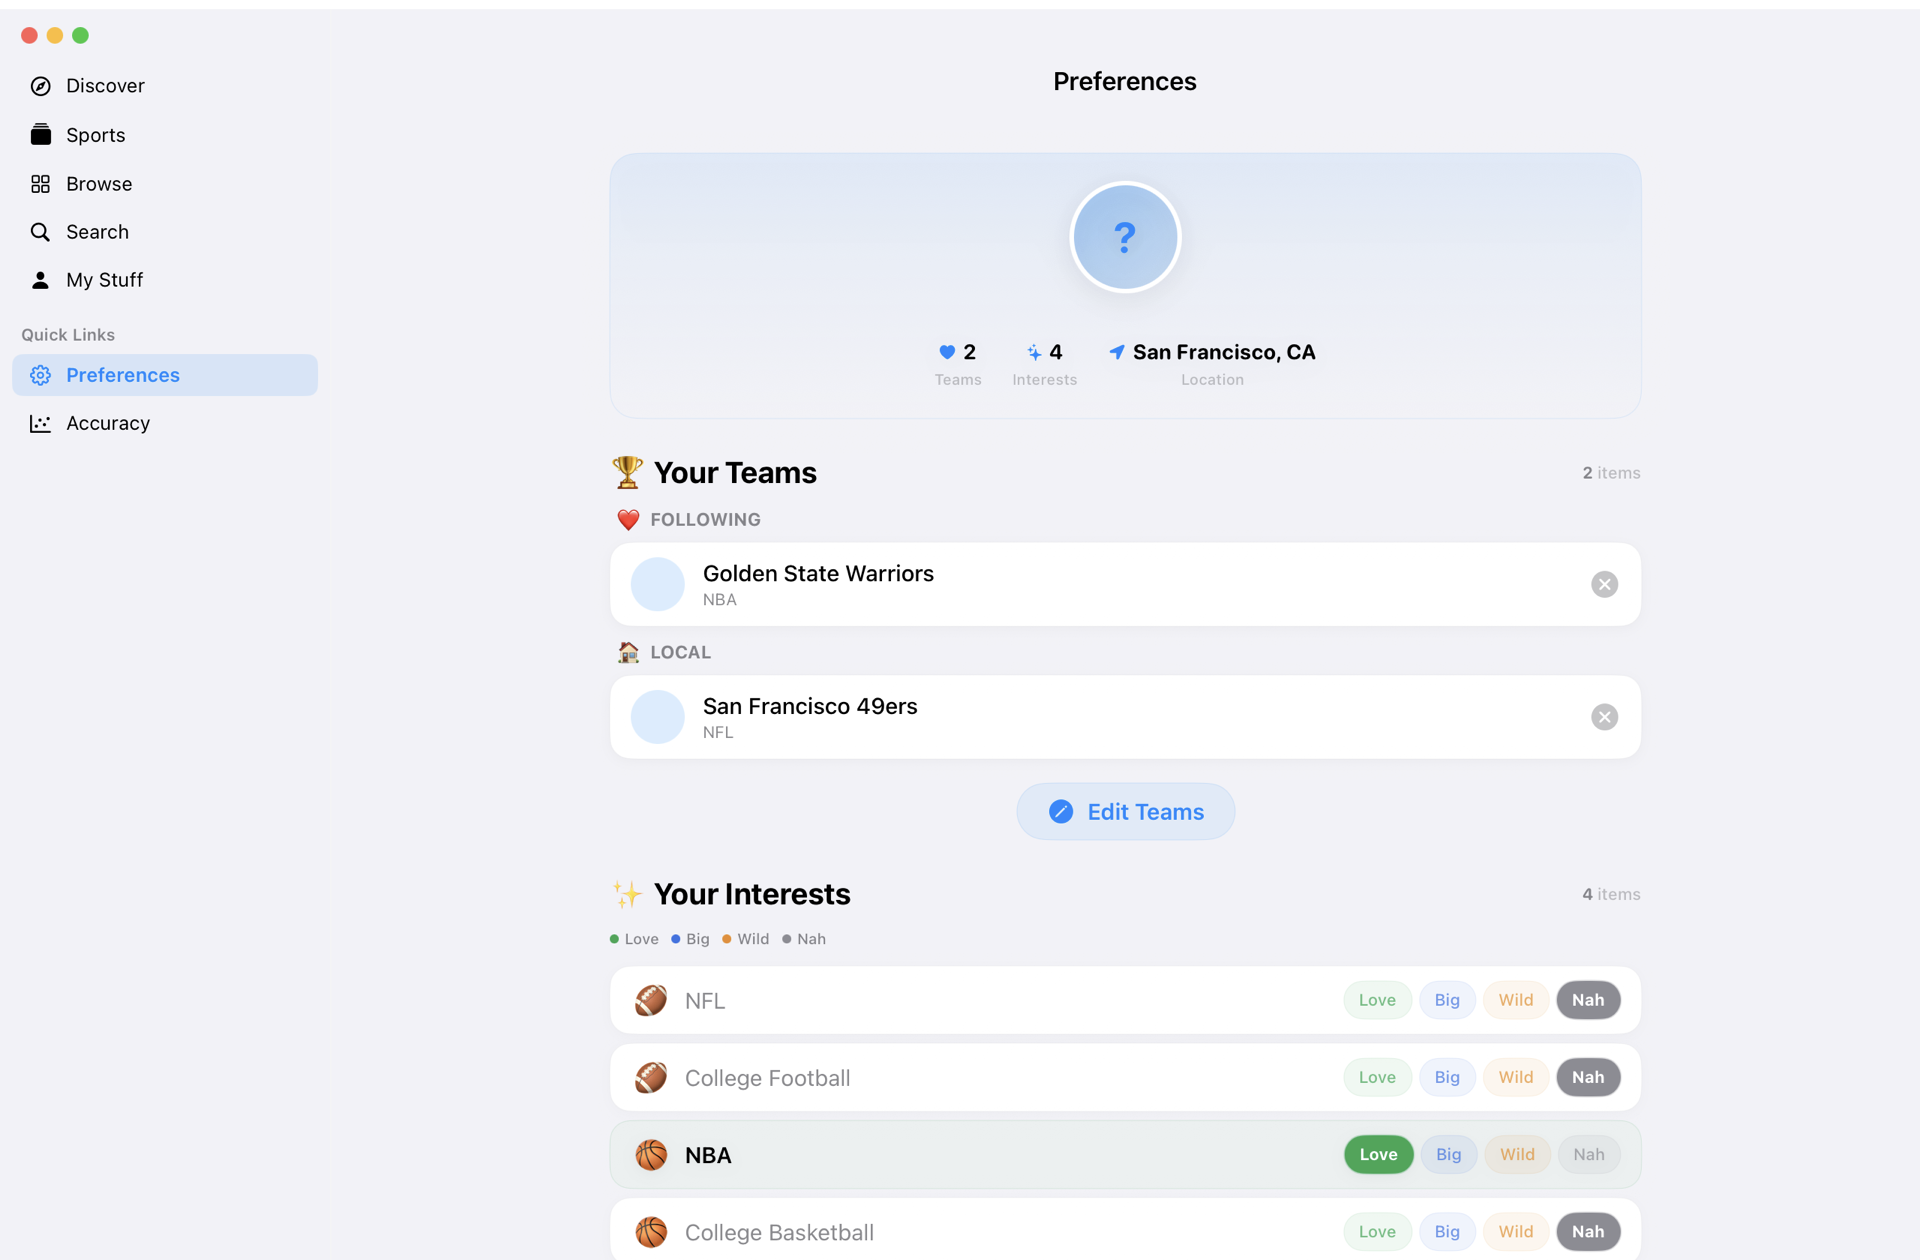 Discover
Sports
Browse
Search
My Stuff
Quick Links
Preferences
Accuracy
Preferences
?
2 4 San Francisco, CA
Teams Interests Location
Your Teams 2 items
FOLLOWING
Golden State Warriors
NBA
LOCAL
San Francisco 49ers
NFL
Edit Teams
Your Interests 4 items
Love Big Wild Nah
NFL Love Big Wild Nah
College Football Love Big Wild Nah
NBA Love Big Wild Nah
College Basketball Love Big Wild Nah